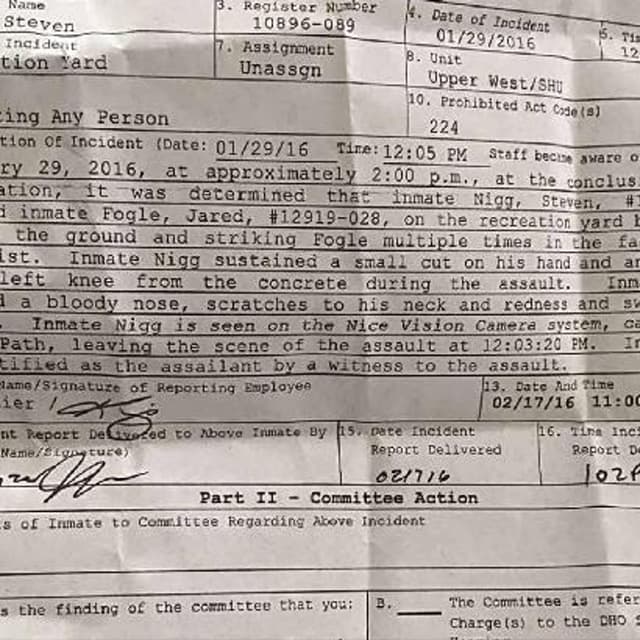 Name
3. Register Number
4. Date of Incident
5. Tim
Steven
10896-089
01/29/2016
12
Incident
7. Assignment
8. Unit
tion Yard
Unassgn
Upper West/SHU
10. Prohibited Act Code(s)
ting Any Person
224
tion Of Incident (Date: 01/29/16 Time: 12:05 PM Staff became aware o
ry 29, 2016, at approximately 2:00 p.m., at the conclus
ation, it was determined that inmate Nigg, Steven, #1
d inmate Fogle, Jared, #12919-028, on the recreation yard b
the ground and striking Fogle multiple times in the fa
ist. Inmate Nigg sustained a small cut on his hand and an
left knee from the concrete during the assault. Inm
d a bloody nose, scratches to his neck and redness and sw
. Inmate Nigg is seen on the Nice Vision Camera system, ca
Path, leaving the scene of the assault at 12:03:20 PM. In
tified as the assailant by a witness to the assault.
Name/Signature of Reporting Employee
13. Date And Time
ier /
02/17/16 11:00
nt Report Delivered to Above Inmate By
15. Date Incident
16. Time Inci
Name/Signature)
Report Delivered
Report De
021716
102P
Part II - Committee Action
s of Inmate to Committee Regarding Above Incident
s the finding of the committee that you:
B. ____ The Committee is refer
Charge(s) to the DHO